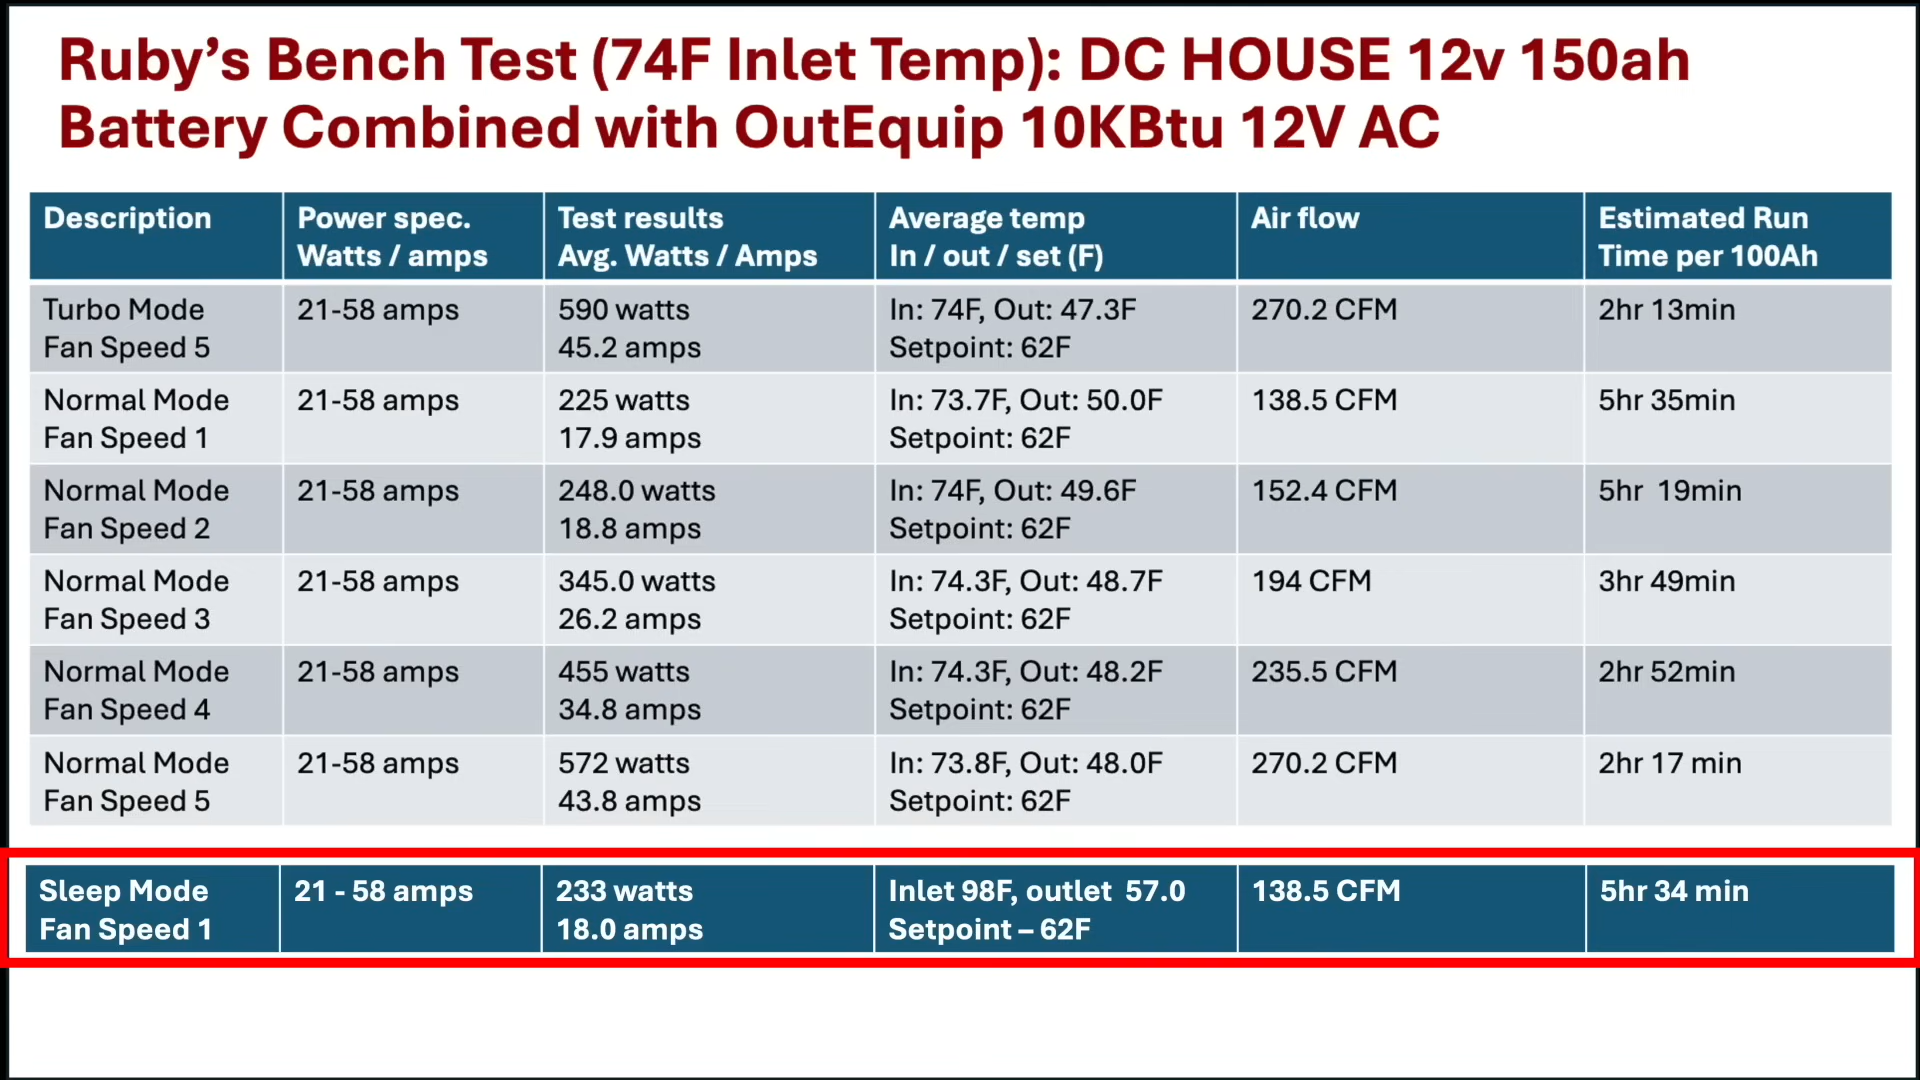 Ruby’s Bench Test (74F Inlet Temp): DC HOUSE 12v 150ah
Battery Combined with OutEquip 10KBtu 12V AC
Description
Power spec.
Watts / amps
Test results
Avg. Watts / Amps
Average temp
In / out / set (F)
Air flow
Estimated Run
Time per 100Ah
Turbo Mode
Fan Speed 5
21-58 amps
590 watts
45.2 amps
In: 74F, Out: 47.3F
Setpoint: 62F
270.2 CFM
2hr 13min
Normal Mode
Fan Speed 1
21-58 amps
225 watts
17.9 amps
In: 73.7F, Out: 50.0F
Setpoint: 62F
138.5 CFM
5hr 35min
Normal Mode
Fan Speed 2
21-58 amps
248.0 watts
18.8 amps
In: 74F, Out: 49.6F
Setpoint: 62F
152.4 CFM
5hr  19min
Normal Mode
Fan Speed 3
21-58 amps
345.0 watts
26.2 amps
In: 74.3F, Out: 48.7F
Setpoint: 62F
194 CFM
3hr 49min
Normal Mode
Fan Speed 4
21-58 amps
455 watts
34.8 amps
In: 74.3F, Out: 48.2F
Setpoint: 62F
235.5 CFM
2hr 52min
Normal Mode
Fan Speed 5
21-58 amps
572 watts
43.8 amps
In: 73.8F, Out: 48.0F
Setpoint: 62F
270.2 CFM
2hr 17 min
Sleep Mode
Fan Speed 1
21 - 58 amps
233 watts
18.0 amps
Inlet 98F, outlet  57.0
Setpoint – 62F
138.5 CFM
5hr 34 min